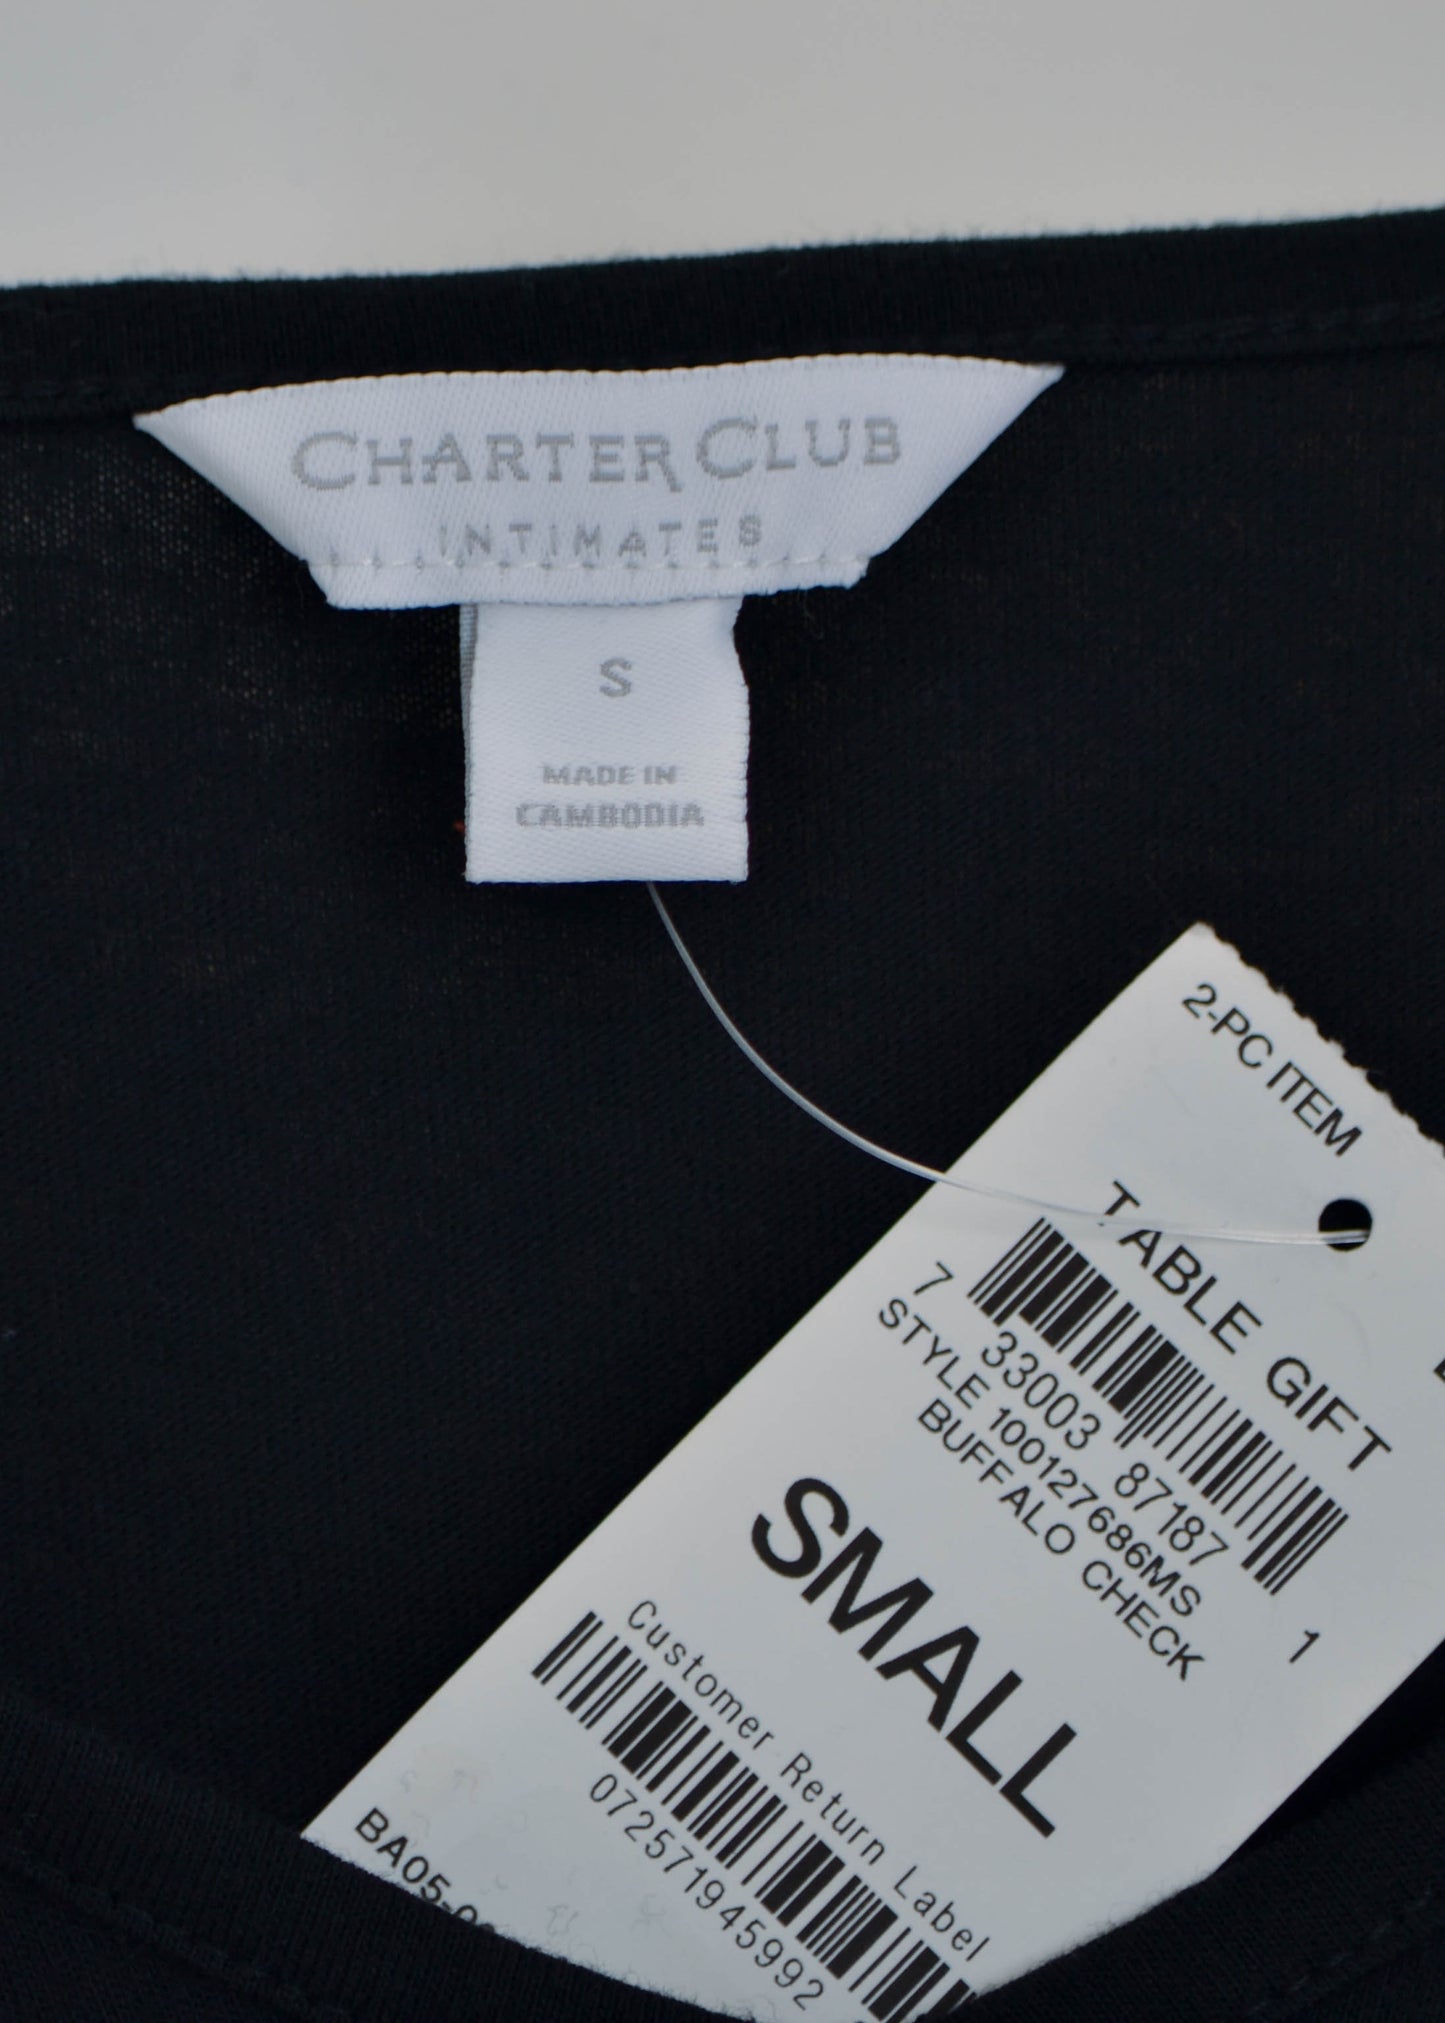 CHARTER CLUB
INTIMATES
S
MADE IN
CAMBODIA
2-PC ITEM
TABLE GIFT
7 33003 87187 1
STYLE 100127686MS
BUFFALO CHECK
SMALL
Customer Return Label
072571945992